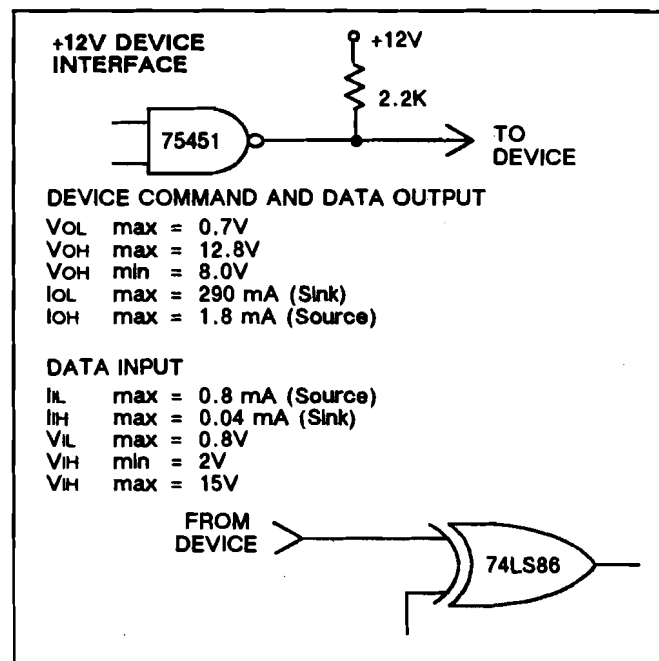 +12V DEVICE
INTERFACE
+12V
2.2K
75451
TO
DEVICE
DEVICE COMMAND AND DATA OUTPUT
VOL max = 0.7V
VOH max = 12.8V
VOH min = 8.0V
IOL max = 290 mA (Sink)
IOH max = 1.8 mA (Source)
DATA INPUT
IIL max = 0.8 mA (Source)
IIH max = 0.04 mA (Sink)
VIL max = 0.8V
VIH min = 2V
VIH max = 15V
FROM
DEVICE
74LS86